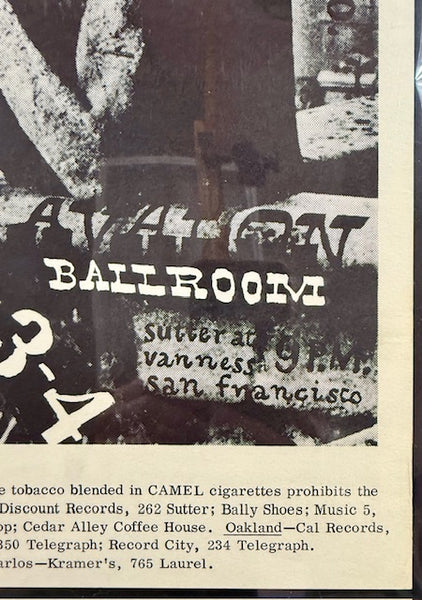 AVALON
BALLROOM
3-4
sutter at
van ness 9 P.M.
san francisco
e tobacco blended in CAMEL cigarettes prohibits the
Discount Records, 262 Sutter; Bally Shoes; Music 5,
op; Cedar Alley Coffee House. Oakland—Cal Records,
350 Telegraph; Record City, 234 Telegraph.
arlos—Kramer's, 765 Laurel.